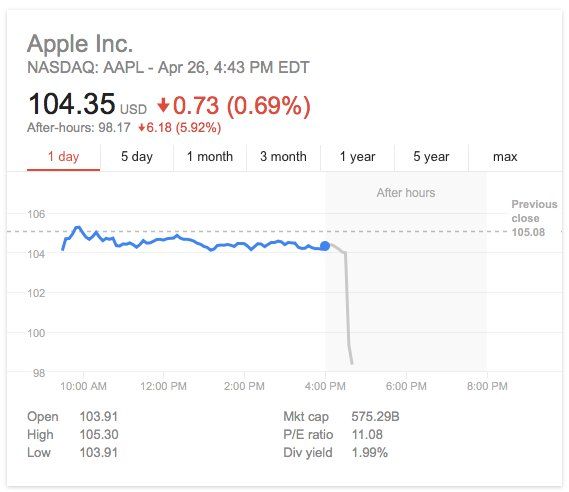 Apple Inc.
NASDAQ: AAPL - Apr 26, 4:43 PM EDT
104.35 USD 0.73 (0.69%)
After-hours: 98.17 6.18 (5.92%)
1 day 5 day 1 month 3 month 1 year 5 year max
After hours
Previous
close
105.08
106
104
102
100
98
10:00 AM 12:00 PM 2:00 PM 4:00 PM 6:00 PM 8:00 PM
Open 103.91 Mkt cap 575.29B
High 105.30 P/E ratio 11.08
Low 103.91 Div yield 1.99%